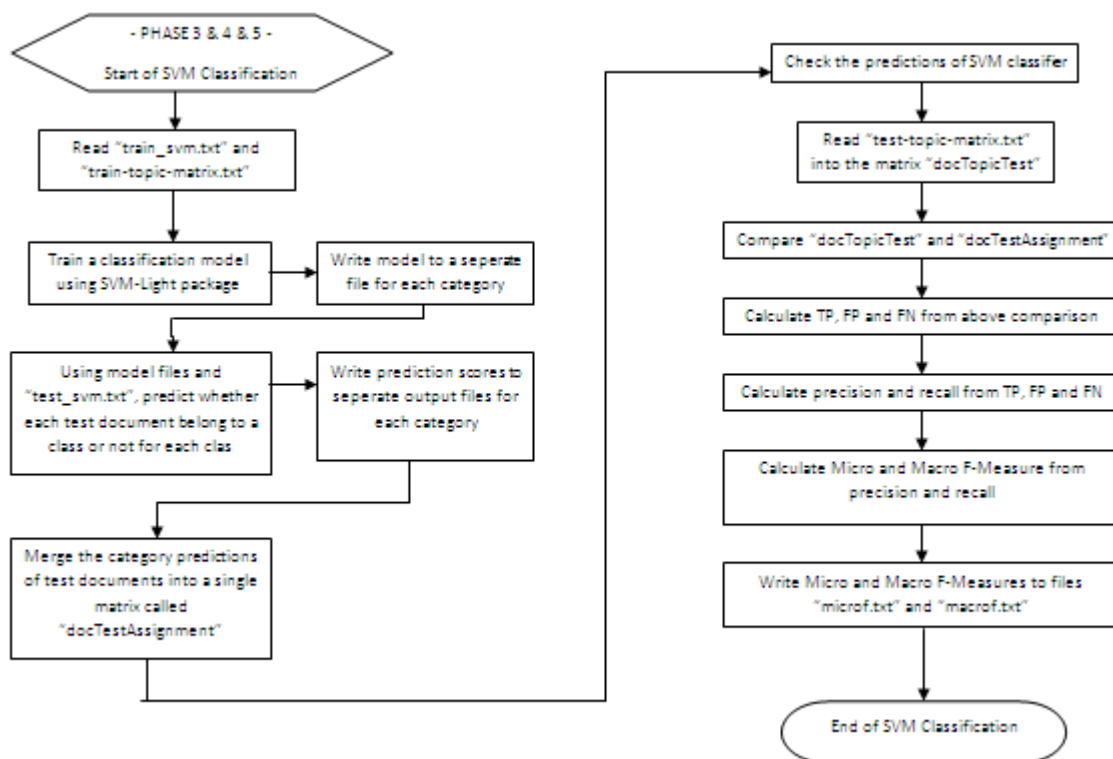 - PHASE 3 & 4 & 5 -
Start of SVM Classification
Read “train_svm.txt” and
“train-topic-matrix.txt”
Train a classification model
using SVM-Light package
Write model to a seperate
file for each category
Using model files and
“test_svm.txt”, predict whether
each test document belong to a
class or not for each clas
Write prediction scores to
seperate output files for
each category
Merge the category predictions
of test documents into a single
matrix called
“docTestAssignment”
Check the predictions of SVM classifier
Read “test-topic-matrix.txt”
into the matrix “docTopicTest”
Compare “docTopicTest” and “docTestAssignment”
Calculate TP, FP and FN from above comparison
Calculate precision and recall from TP, FP and FN
Calculate Micro and Macro F-Measure from
precision and recall
Write Micro and Macro F-Measures to files
“microf.txt” and “macrof.txt”
End of SVM Classification